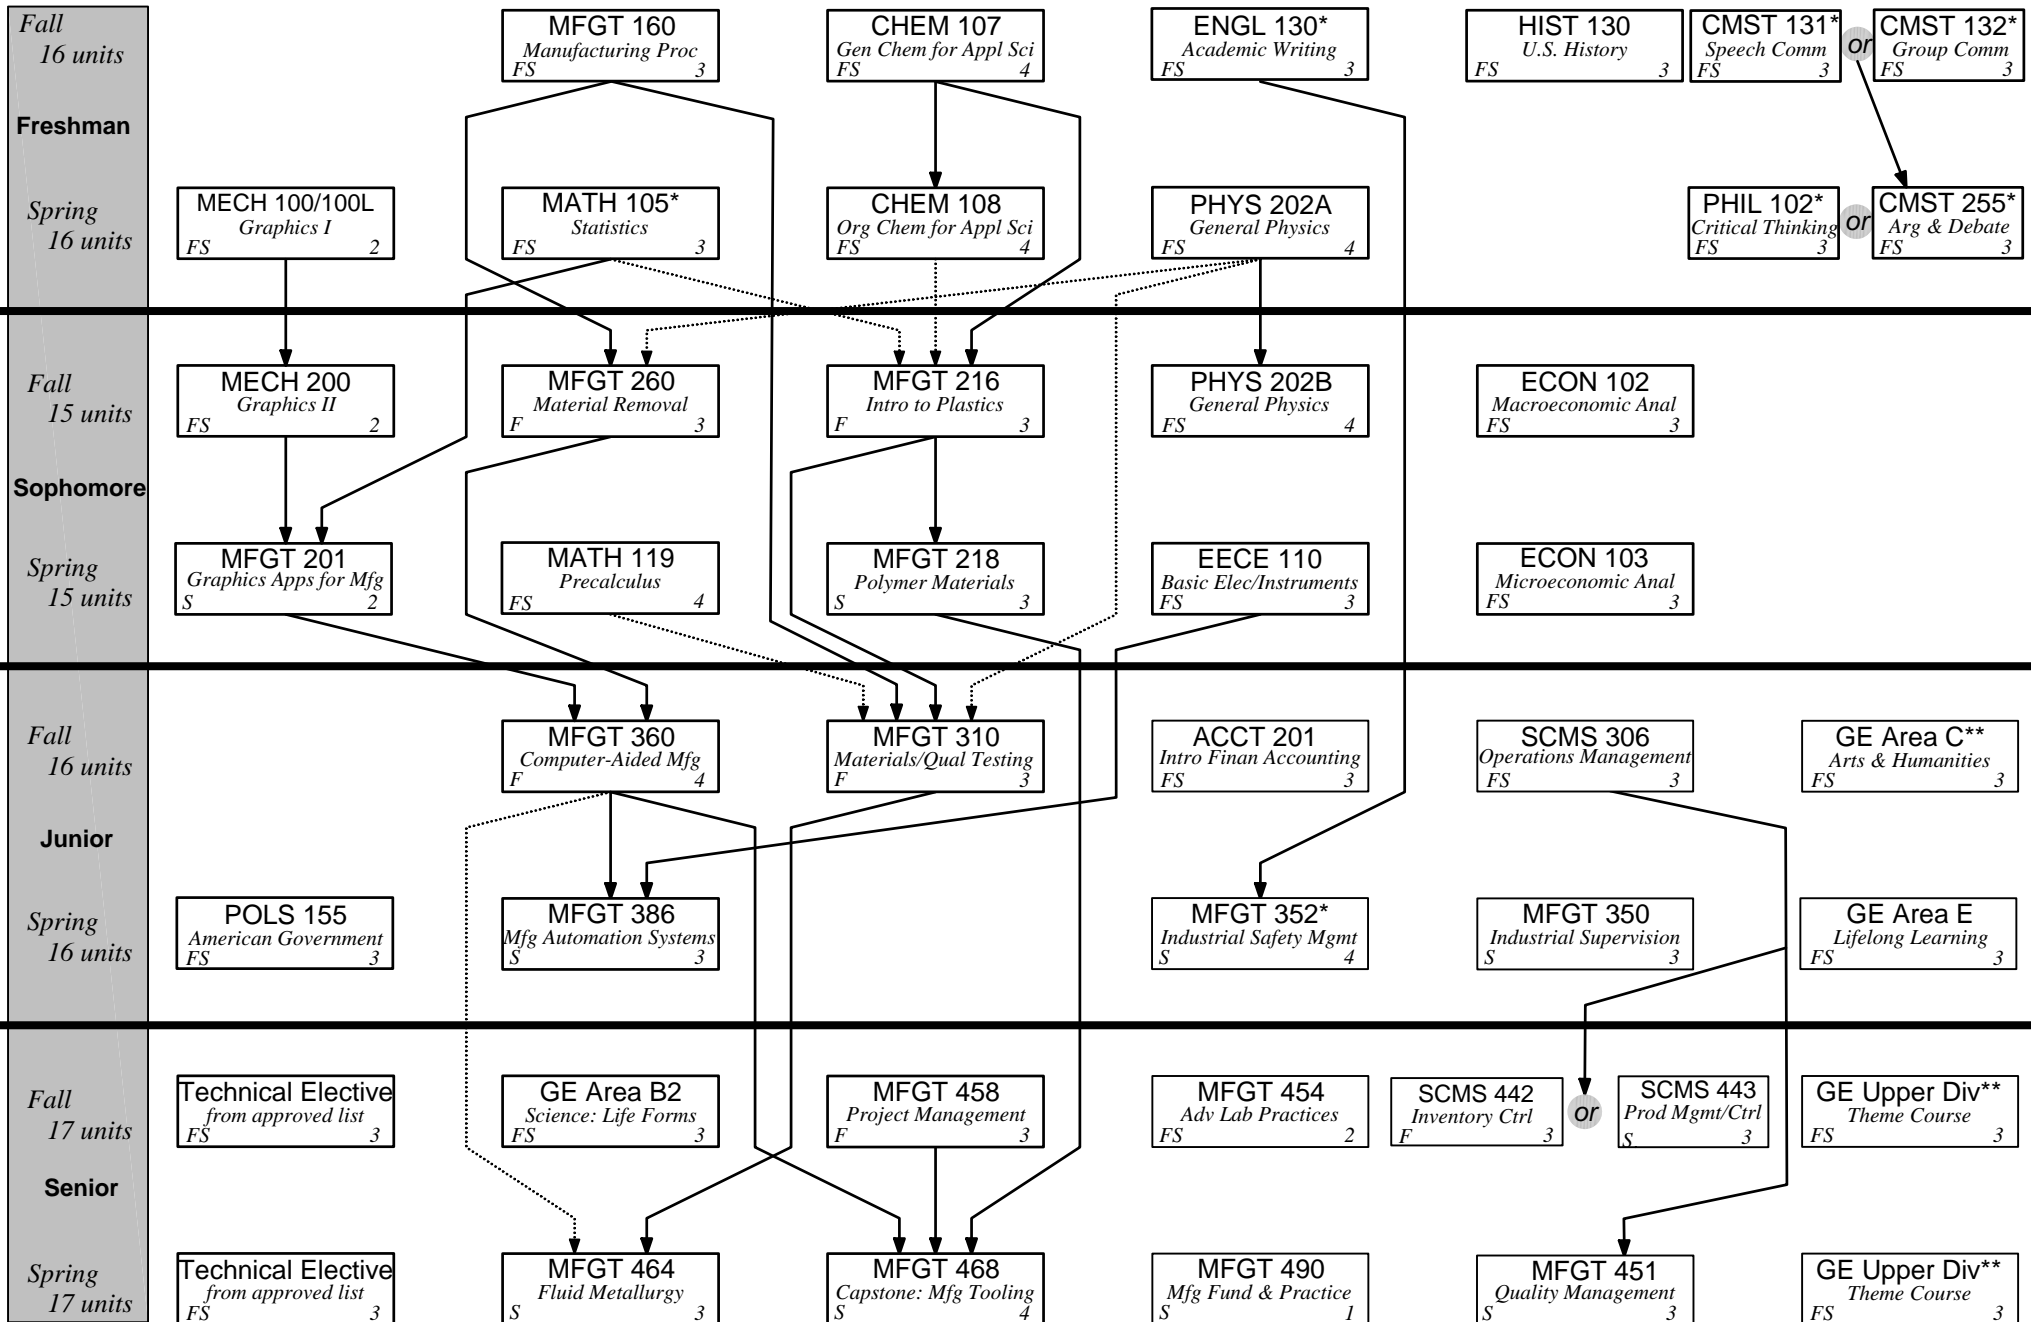 Fall
16 units
MFGT 160
Manufacturing Proc
FS 3
CHEM 107
Gen Chem for Appl Sci
FS 4
ENGL 130*
Academic Writing
FS 3
HIST 130
U.S. History
FS 3
CMST 131*
Speech Comm
FS 3
or
CMST 132*
Group Comm
FS 3
Freshman
Spring
16 units
MECH 100/100L
Graphics I
FS 2
MATH 105*
Statistics
FS 3
CHEM 108
Org Chem for Appl Sci
FS 4
PHYS 202A
General Physics
FS 4
PHIL 102*
Critical Thinking
FS 3
or
CMST 255*
Arg & Debate
FS 3
Fall
15 units
MECH 200
Graphics II
FS 2
MFGT 260
Material Removal
F 3
MFGT 216
Intro to Plastics
F 3
PHYS 202B
General Physics
FS 4
ECON 102
Macroeconomic Anal
FS 3
Sophomore
Spring
15 units
MFGT 201
Graphics Apps for Mfg
S 2
MATH 119
Precalculus
FS 4
MFGT 218
Polymer Materials
S 3
EECE 110
Basic Elec/Instruments
FS 3
ECON 103
Microeconomic Anal
FS 3
Fall
16 units
MFGT 360
Computer-Aided Mfg
F 4
MFGT 310
Materials/Qual Testing
F 3
ACCT 201
Intro Finan Accounting
FS 3
SCMS 306
Operations Management
FS 3
GE Area C**
Arts & Humanities
FS 3
Junior
Spring
16 units
POLS 155
American Government
FS 3
MFGT 386
Mfg Automation Systems
S 3
MFGT 352*
Industrial Safety Mgmt
S 4
MFGT 350
Industrial Supervision
S 3
GE Area E
Lifelong Learning
FS 3
Fall
17 units
Technical Elective
from approved list
FS 3
GE Area B2
Science: Life Forms
FS 3
MFGT 458
Project Management
F 3
MFGT 454
Adv Lab Practices
FS 2
SCMS 442
Inventory Ctrl
F 3
or
SCMS 443
Prod Mgmt/Ctrl
S 3
GE Upper Div**
Theme Course
FS 3
Senior
Spring
17 units
Technical Elective
from approved list
FS 3
MFGT 464
Fluid Metallurgy
S 3
MFGT 468
Capstone: Mfg Tooling
S 4
MFGT 490
Mfg Fund & Practice
S 1
MFGT 451
Quality Management
S 3
GE Upper Div**
Theme Course
FS 3